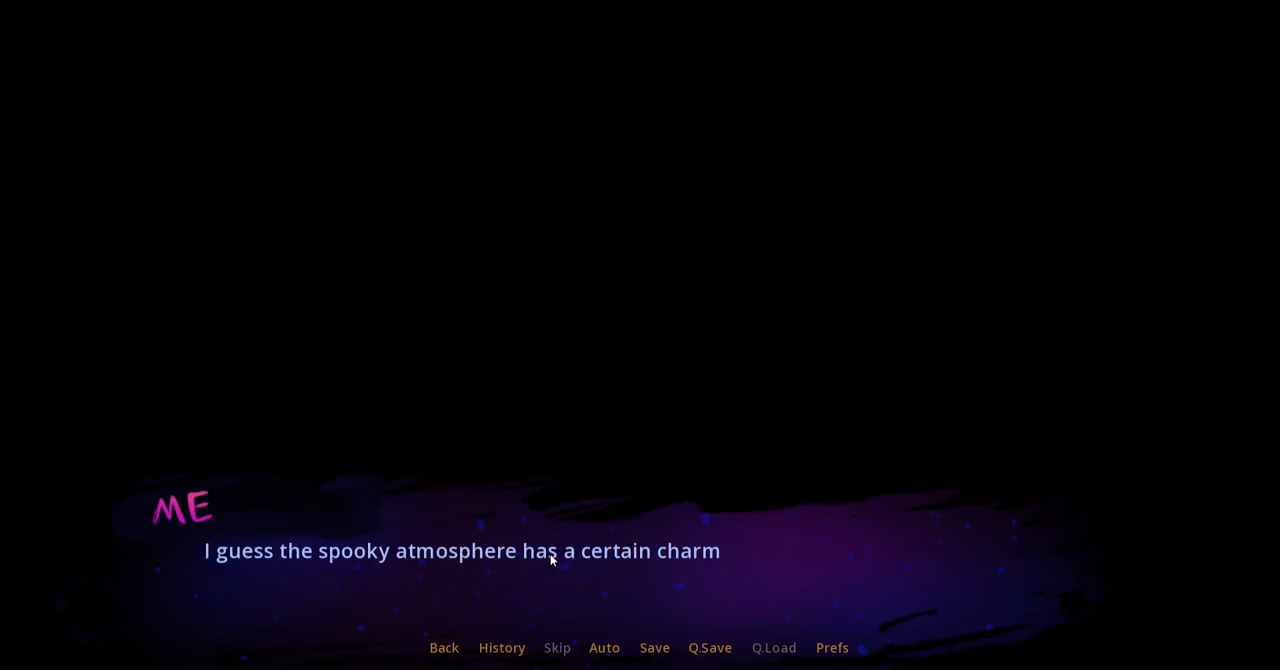 ME
I guess the spooky atmosphere has a certain charm
Back History Skip Auto Save Q.Save Q.Load Prefs